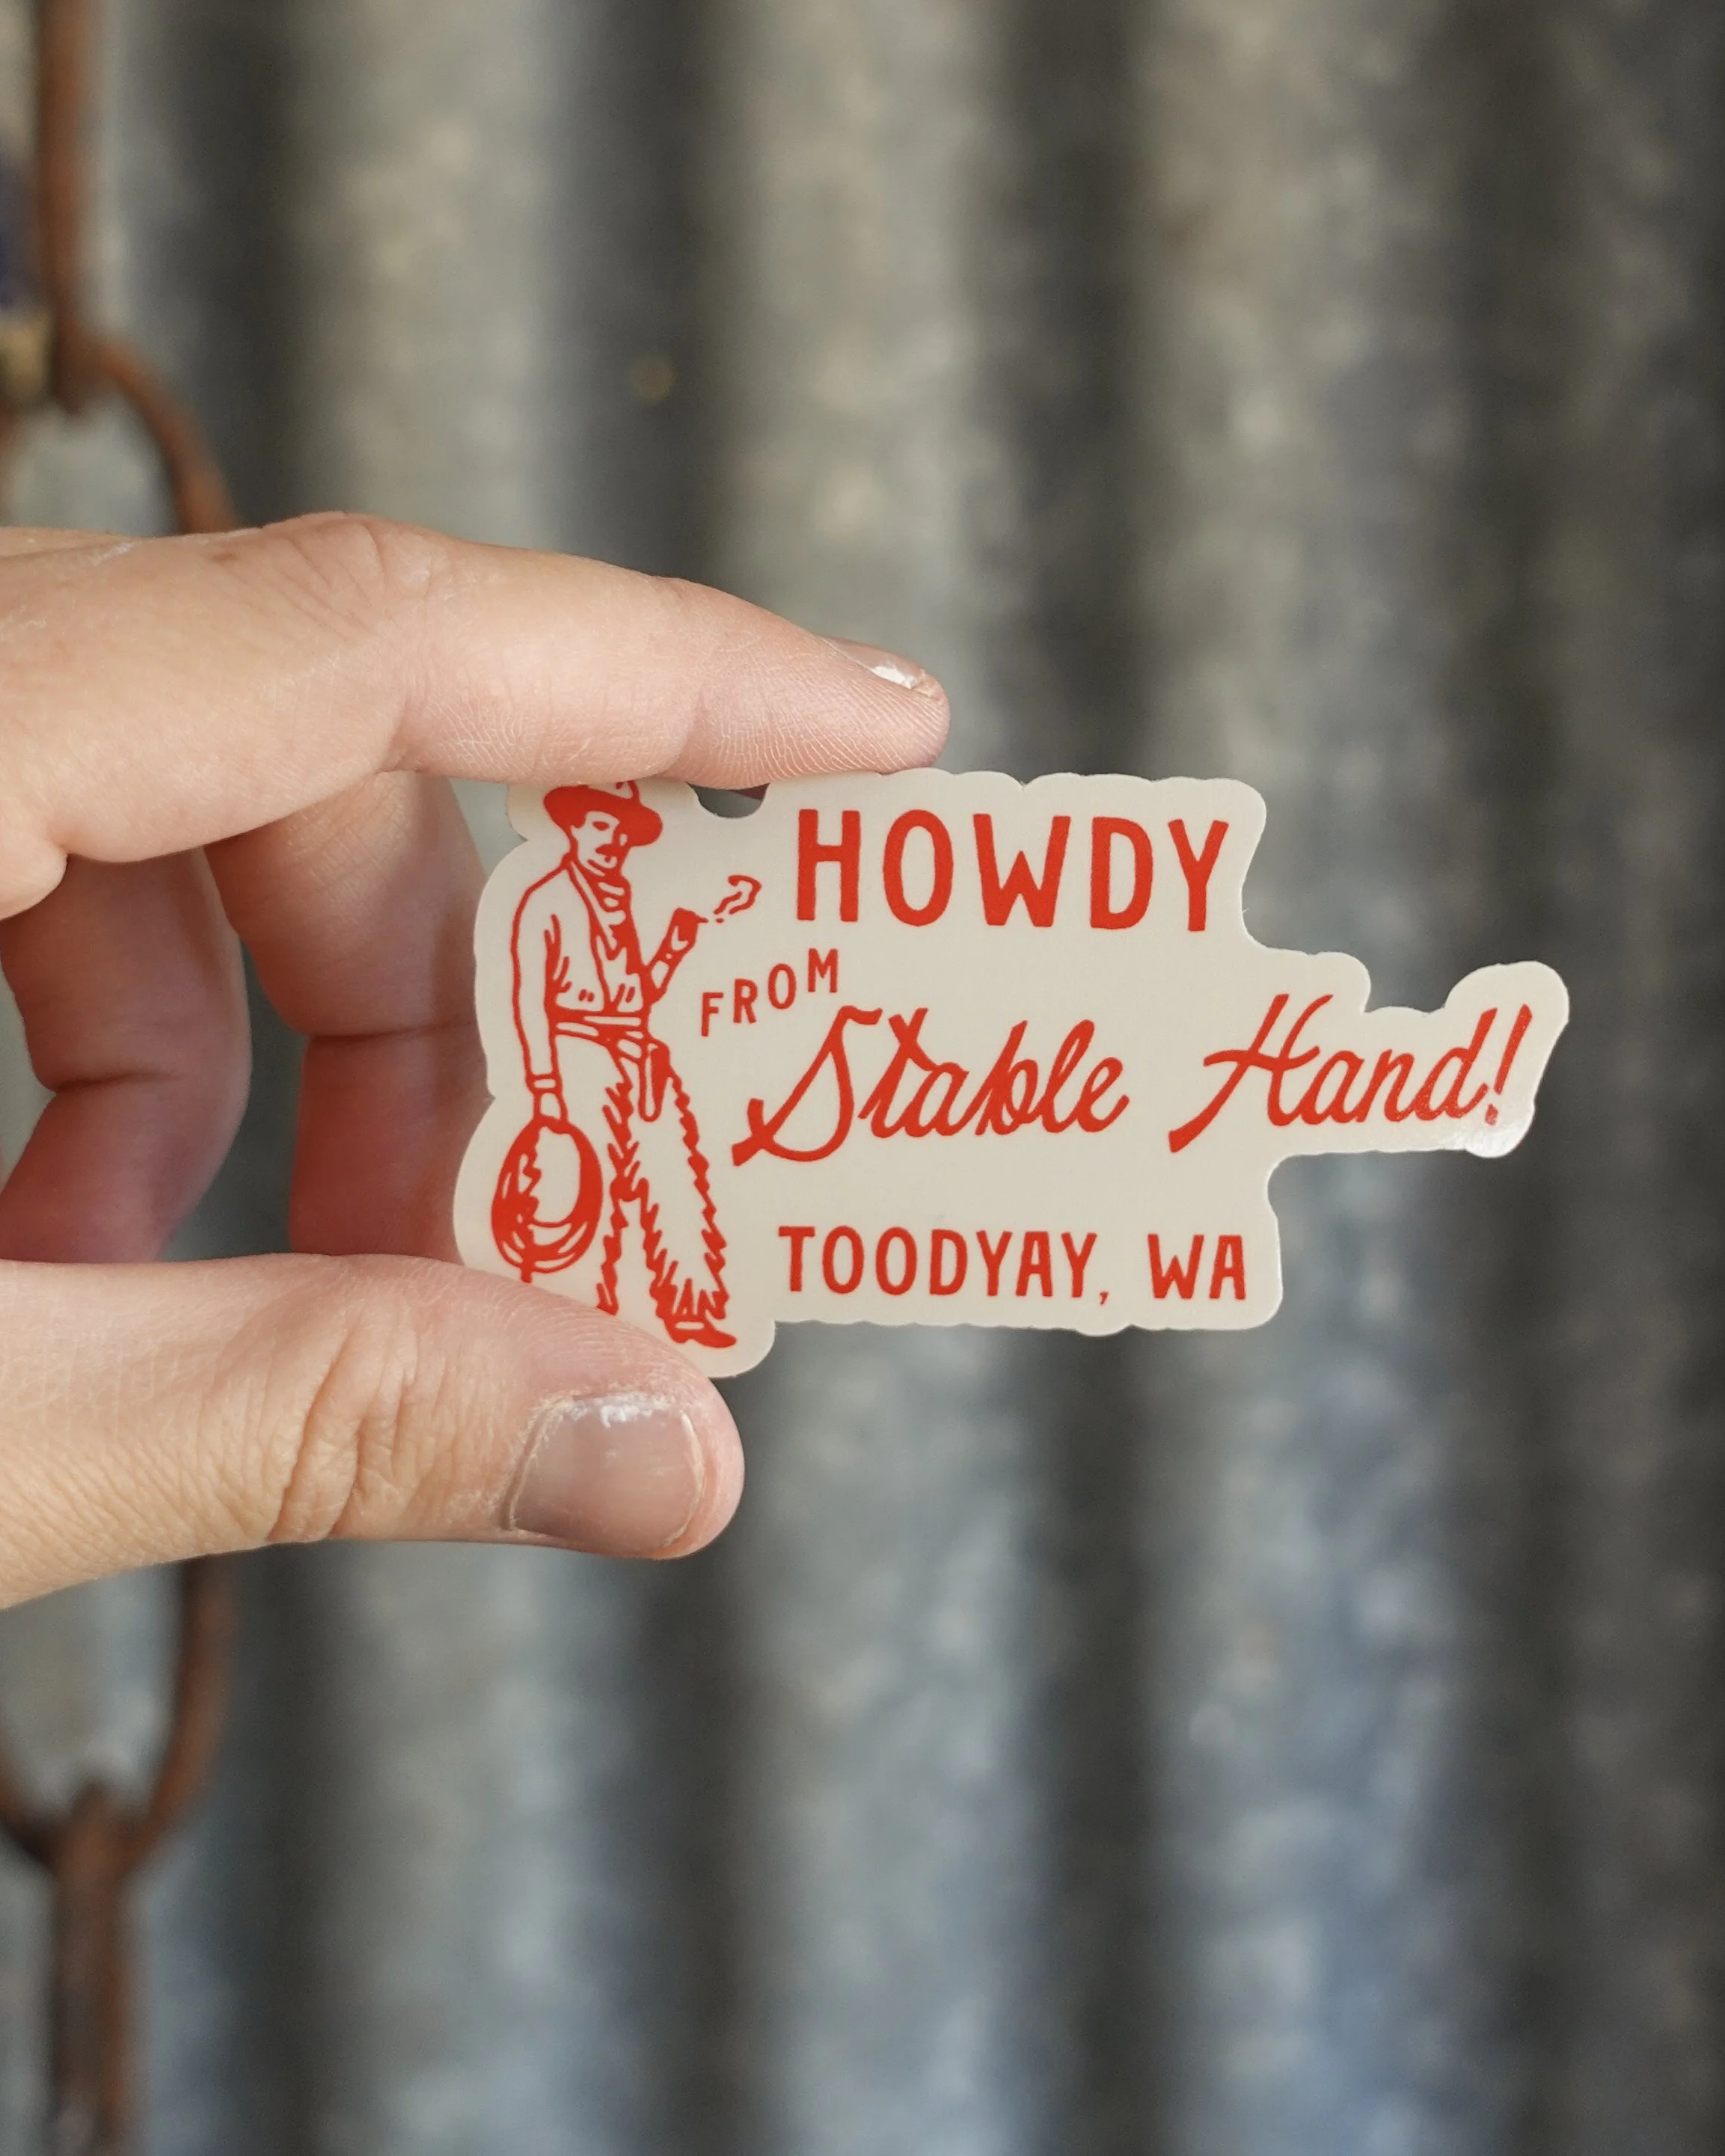 HOWDY
FROM
Stable Hand!
TOODYAY, WA